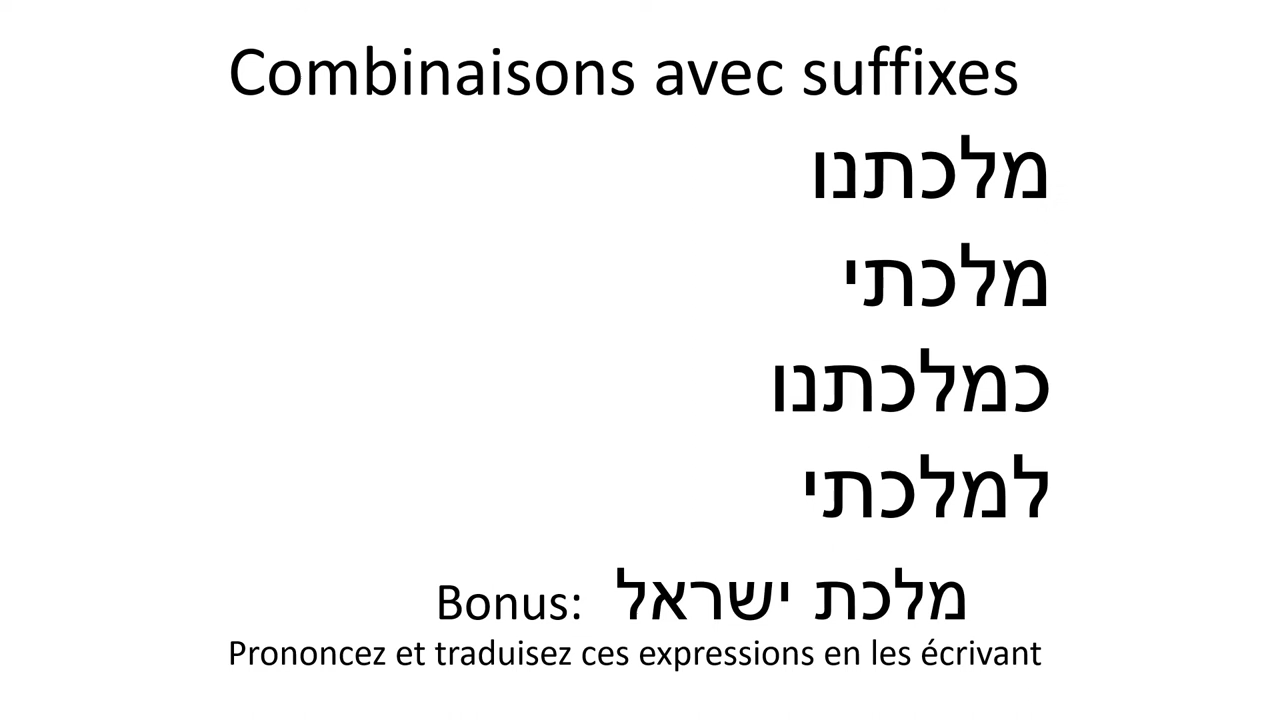 Combinaisons avec suffixes
מלכתנו
מלכתי
כמלכתנו
למלכתי
Bonus: מלכת ישראל
Prononcez et traduisez ces expressions en les écrivant